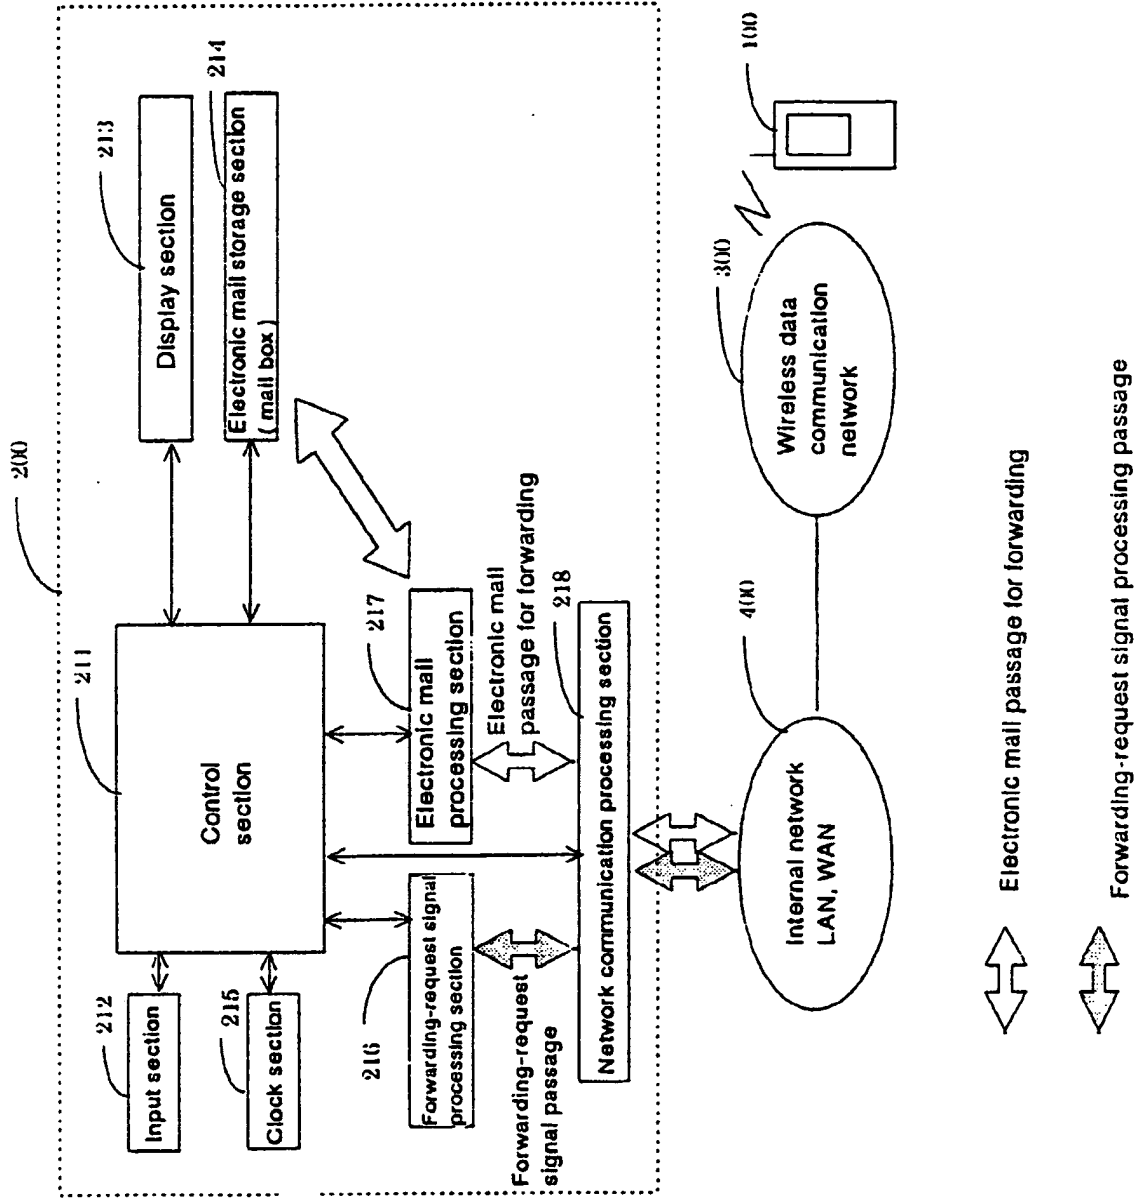 200
211
Control
section
212
Input section
215
Clock section
213
Display section
214
Electronic mail storage section
( mail box )
216
Forwarding-request signal
processing section
217
Electronic mail
processing section
Forwarding-request
signal passage
Electronic mail
passage for forwarding
218
Network communication processing section
400
Internal network
LAN, WAN
300
Wireless data
communication
network
100
Electronic mail passage for forwarding
Forwarding-request signal processing passage